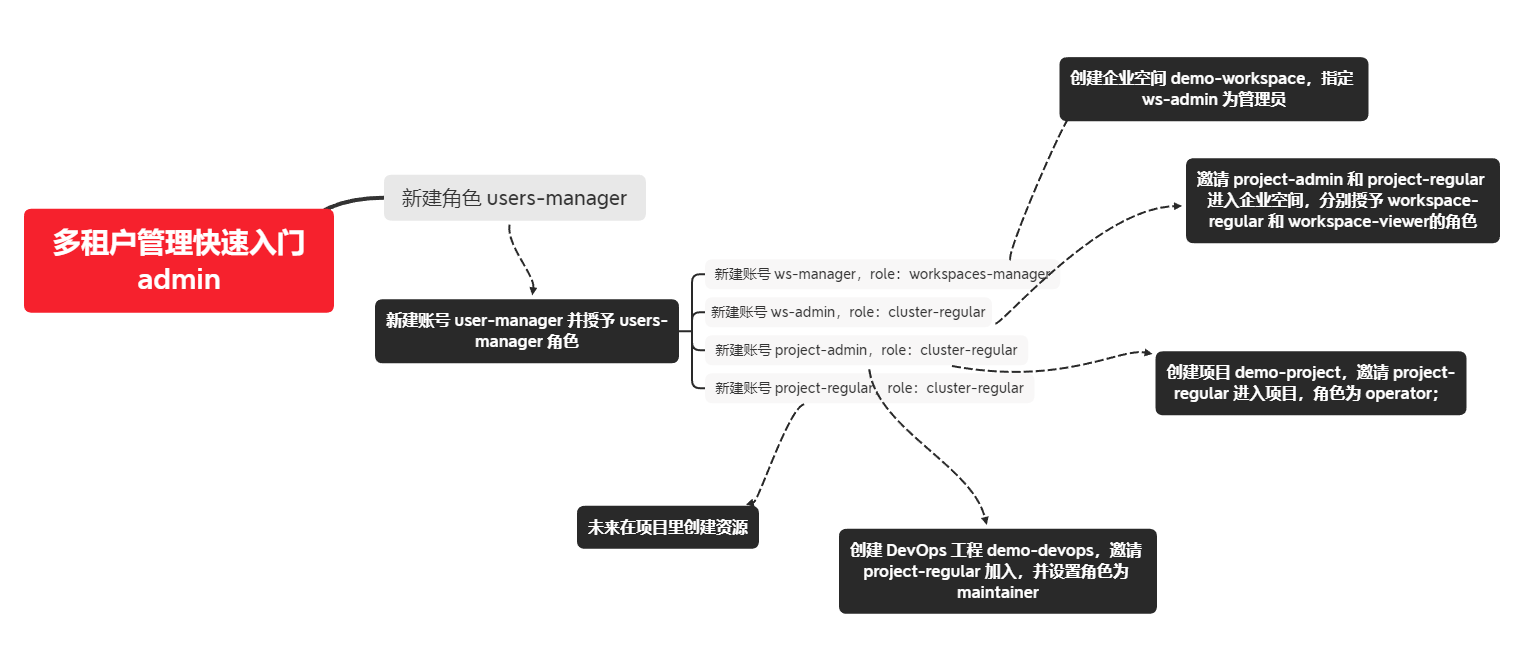 创建企业空间 demo-workspace，指定
ws-admin 为管理员
邀请 project-admin 和 project-regular
进入企业空间，分别授予 workspace-
regular 和 workspace-viewer的角色
新建角色 users-manager
多租户管理快速入门
admin
新建账号 user-manager 并授予 users-
manager 角色
新建账号 ws-manager，role：workspaces-manager
新建账号 ws-admin，role：cluster-regular
新建账号 project-admin，role：cluster-regular
新建账号 project-regular，role：cluster-regular
创建项目 demo-project，邀请 project-
regular 进入项目，角色为 operator；
未来在项目里创建资源
创建 DevOps 工程 demo-devops，邀请
project-regular 加入，并设置角色为
maintainer